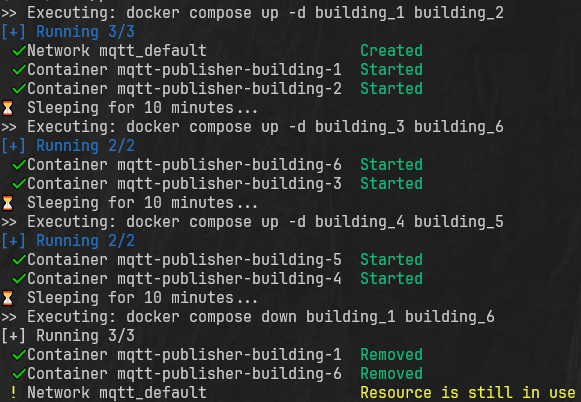 >> Executing: docker compose up -d building_1 building_2
[+] Running 3/3
✓Network mqtt_default Created
✓Container mqtt-publisher-building-1 Started
✓Container mqtt-publisher-building-2 Started
⏳ Sleeping for 10 minutes...
>> Executing: docker compose up -d building_3 building_6
[+] Running 2/2
✓Container mqtt-publisher-building-6 Started
✓Container mqtt-publisher-building-3 Started
⏳ Sleeping for 10 minutes...
>> Executing: docker compose up -d building_4 building_5
[+] Running 2/2
✓Container mqtt-publisher-building-5 Started
✓Container mqtt-publisher-building-4 Started
⏳ Sleeping for 10 minutes...
>> Executing: docker compose down building_1 building_6
[+] Running 3/3
✓Container mqtt-publisher-building-1 Removed
✓Container mqtt-publisher-building-6 Removed
! Network mqtt_default Resource is still in use